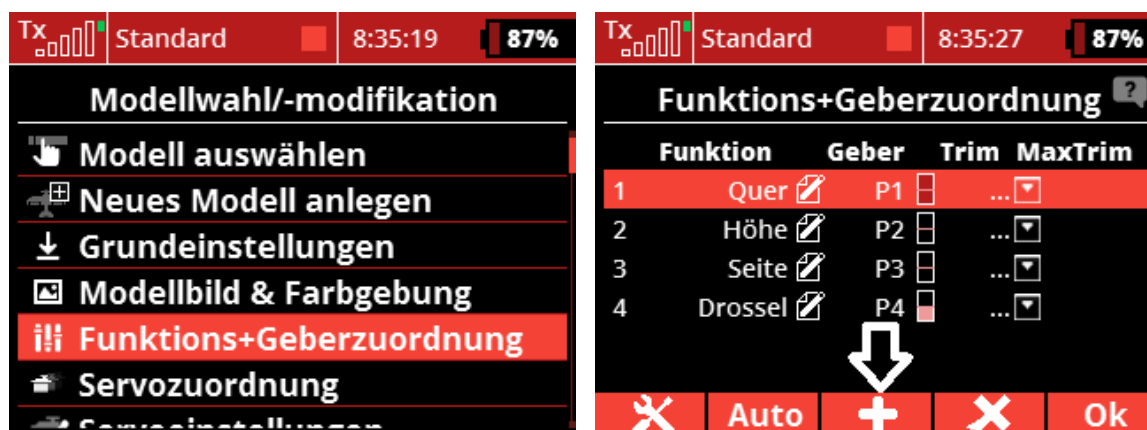 Tx Standard 8:35:19 87%
Modellwahl/-modifikation
Modell auswählen
Neues Modell anlegen
Grundeinstellungen
Modellbild & Farbgebung
Funktions+Geberzuordnung
Servozuordnung
Servoeinstellungen
Tx Standard 8:35:27 87%
Funktions+Geberzuordnung ?
Funktion Geber Trim MaxTrim
1 Quer P1 ...
2 Höhe P2 ...
3 Seite P3 ...
4 Drossel P4 ...
Auto Ok